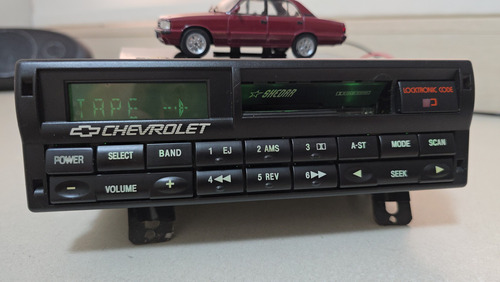 TAPE
CHEVROLET
LOCKTRONIC CODE
POWER SELECT BAND 1 EJ 2 AMS 3 A-ST MODE SCAN
- VOLUME + 4◀◀ 5 REV 6▶▶ ◀ SEEK ▶